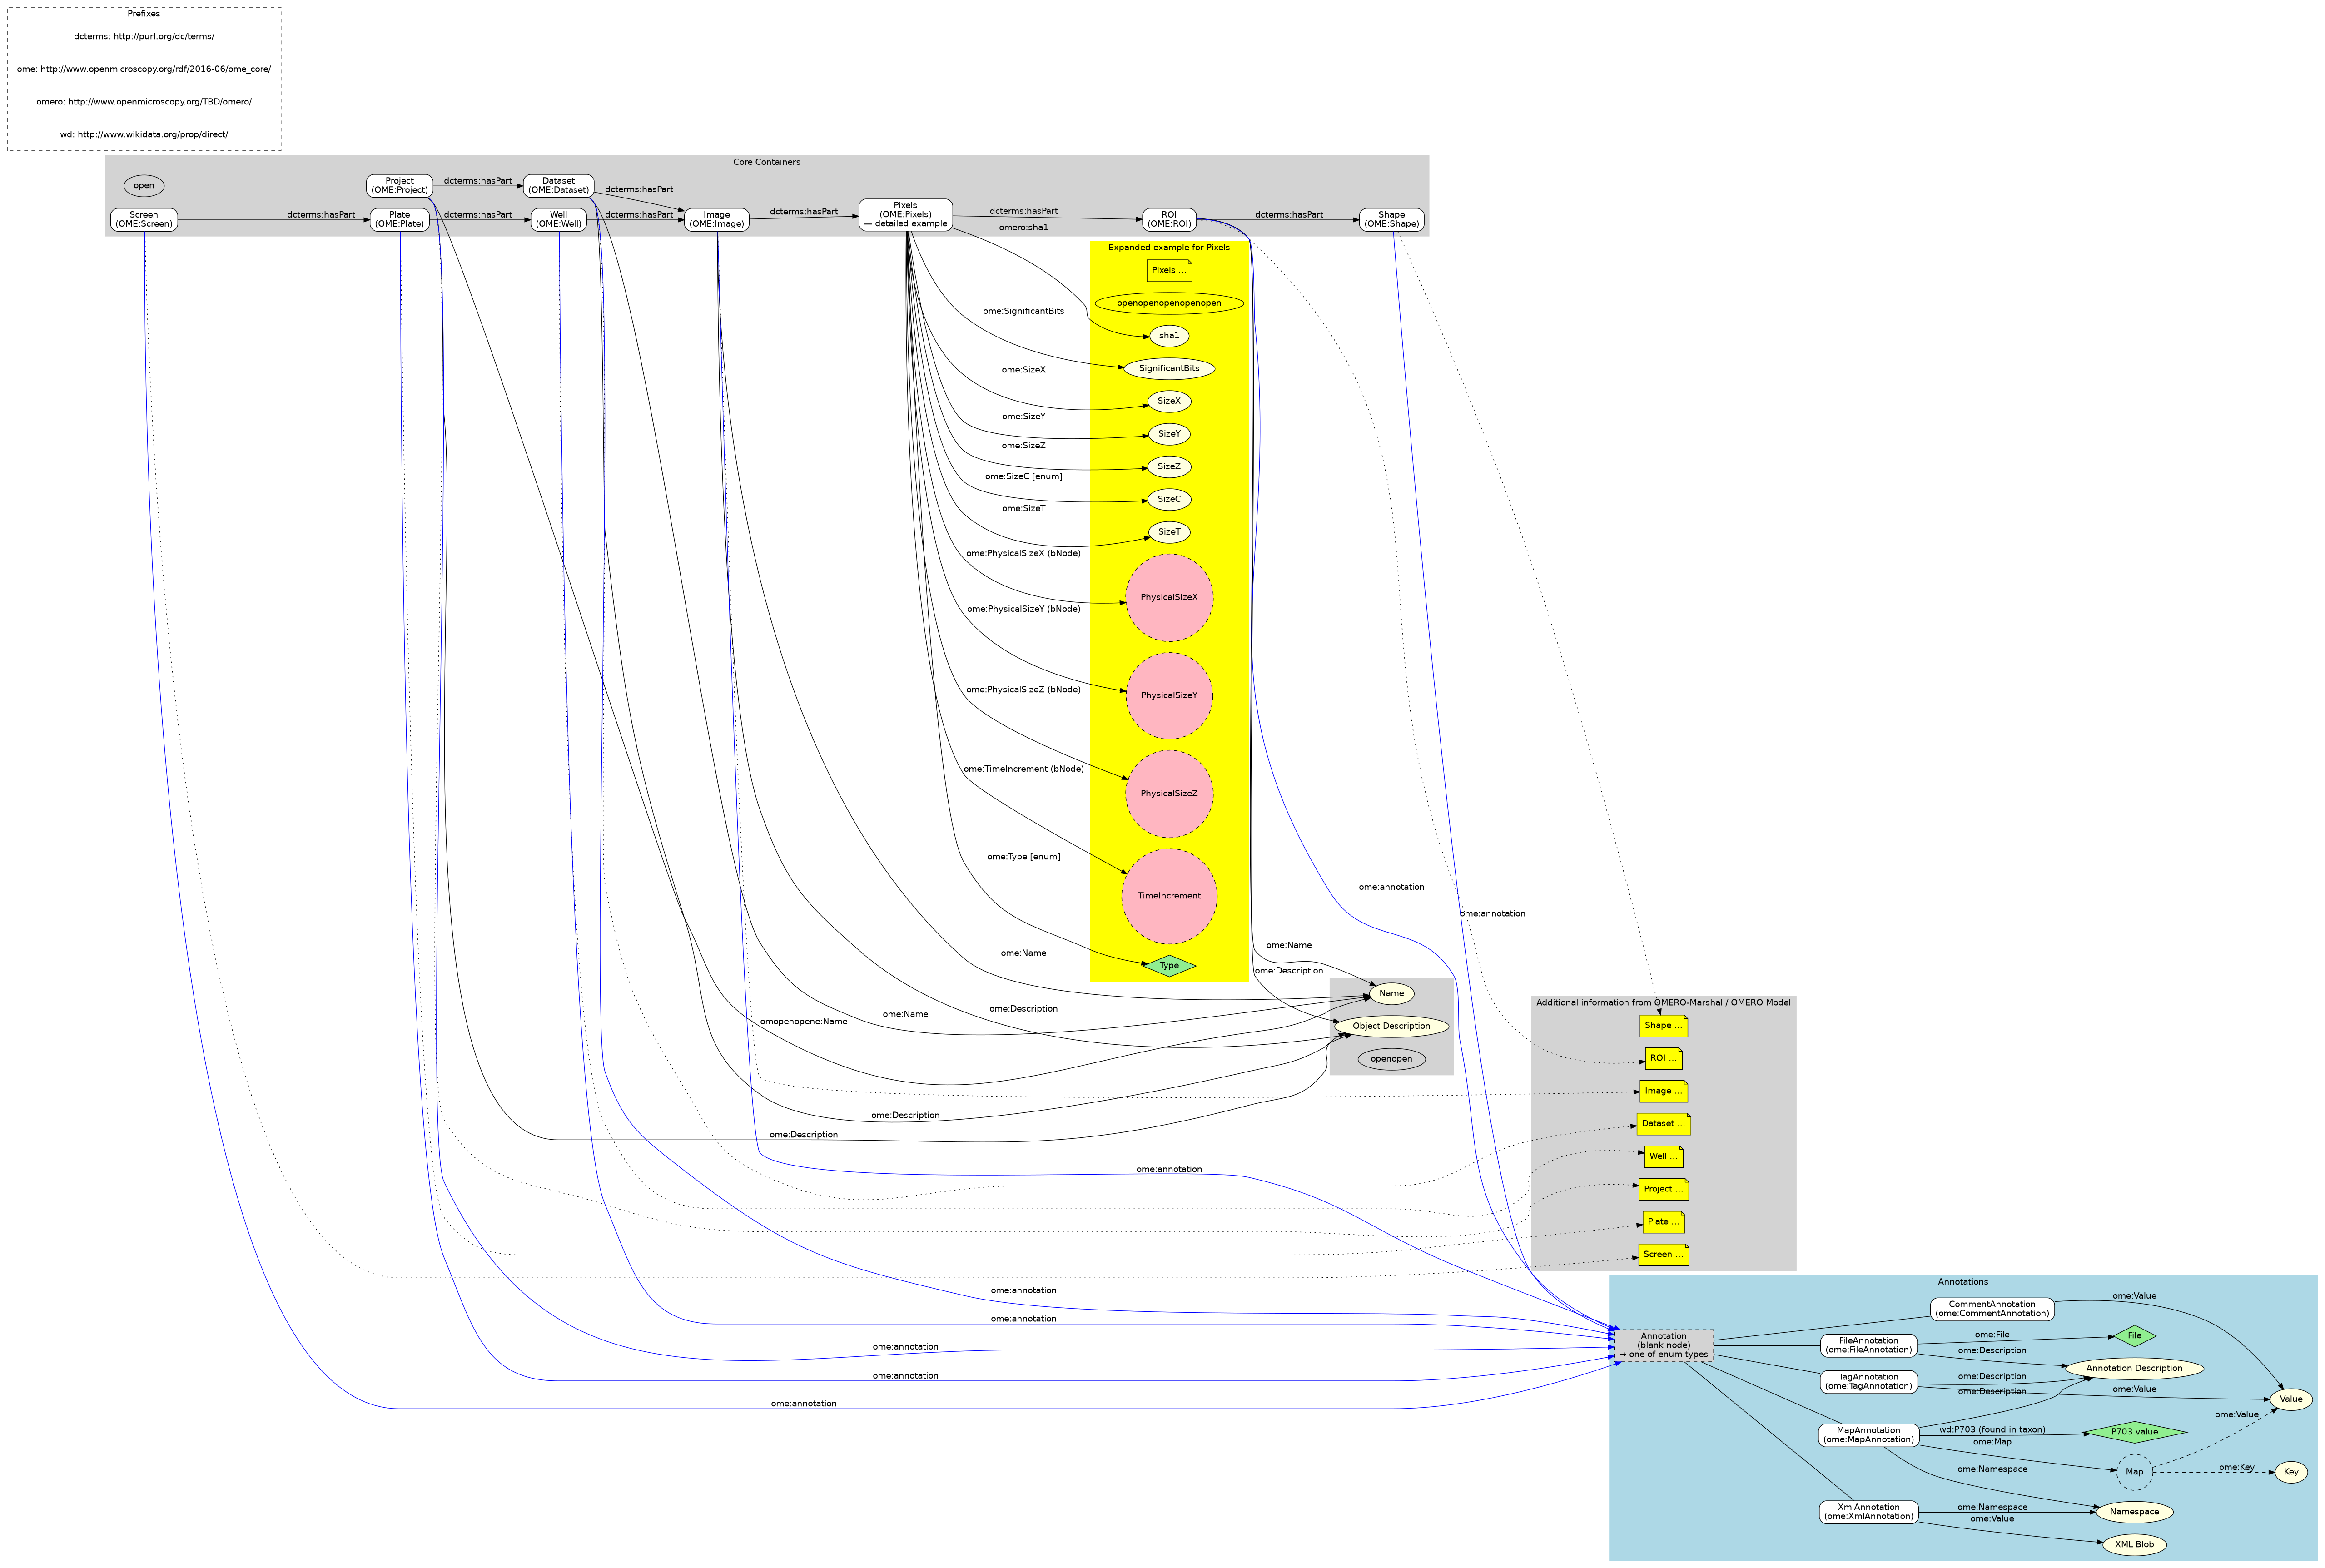 Prefixes
dcterms: http://purl.org/dc/terms/
ome: http://www.openmicroscopy.org/rdf/2016-06/ome_core/
omero: http://www.openmicroscopy.org/TBD/omero/
wd: http://www.wikidata.org/prop/direct/
Core Containers
open
Project
(OME:Project)
dcterms:hasPart
Dataset
(OME:Dataset)
dcterms:hasPart
Screen
(OME:Screen)
dcterms:hasPart
Plate
(OME:Plate)
dcterms:hasPart
Well
(OME:Well)
dcterms:hasPart
Image
(OME:Image)
dcterms:hasPart
Pixels
(OME:Pixels)
— detailed example
dcterms:hasPart
ROI
(OME:ROI)
dcterms:hasPart
Shape
(OME:Shape)
omero:sha1
Expanded example for Pixels
Pixels ...
openopenopenopenopen
sha1
ome:SignificantBits
SignificantBits
ome:SizeX
SizeX
ome:SizeY
SizeY
ome:SizeZ
SizeZ
ome:SizeC [enum]
SizeC
ome:SizeT
SizeT
ome:PhysicalSizeX (bNode)
PhysicalSizeX
ome:PhysicalSizeY (bNode)
PhysicalSizeY
ome:PhysicalSizeZ (bNode)
PhysicalSizeZ
ome:TimeIncrement (bNode)
TimeIncrement
ome:Type [enum]
Type
ome:annotation
ome:annotation
ome:Name
ome:Name
ome:Description
Name
ome:Description
ome:Name
omopenopene:Name
Object Description
openopen
ome:Description
ome:Description
ome:annotation
Additional information from OMERO-Marshal / OMERO Model
Shape ...
ROI ...
Image ...
Dataset ...
Well ...
Project ...
Plate ...
Screen ...
ome:annotation
ome:annotation
ome:annotation
ome:annotation
ome:annotation
Annotations
Annotation
(blank node)
→ one of enum types
CommentAnnotation
(ome:CommentAnnotation)
ome:Value
FileAnnotation
(ome:FileAnnotation)
ome:File
File
ome:Description
Annotation Description
TagAnnotation
(ome:TagAnnotation)
ome:Description
ome:Description
ome:Value
Value
MapAnnotation
(ome:MapAnnotation)
wd:P703 (found in taxon)
P703 value
ome:Value
ome:Map
Map
ome:Key
Key
ome:Namespace
XmlAnnotation
(ome:XmlAnnotation)
ome:Namespace
Namespace
ome:Value
XML Blob